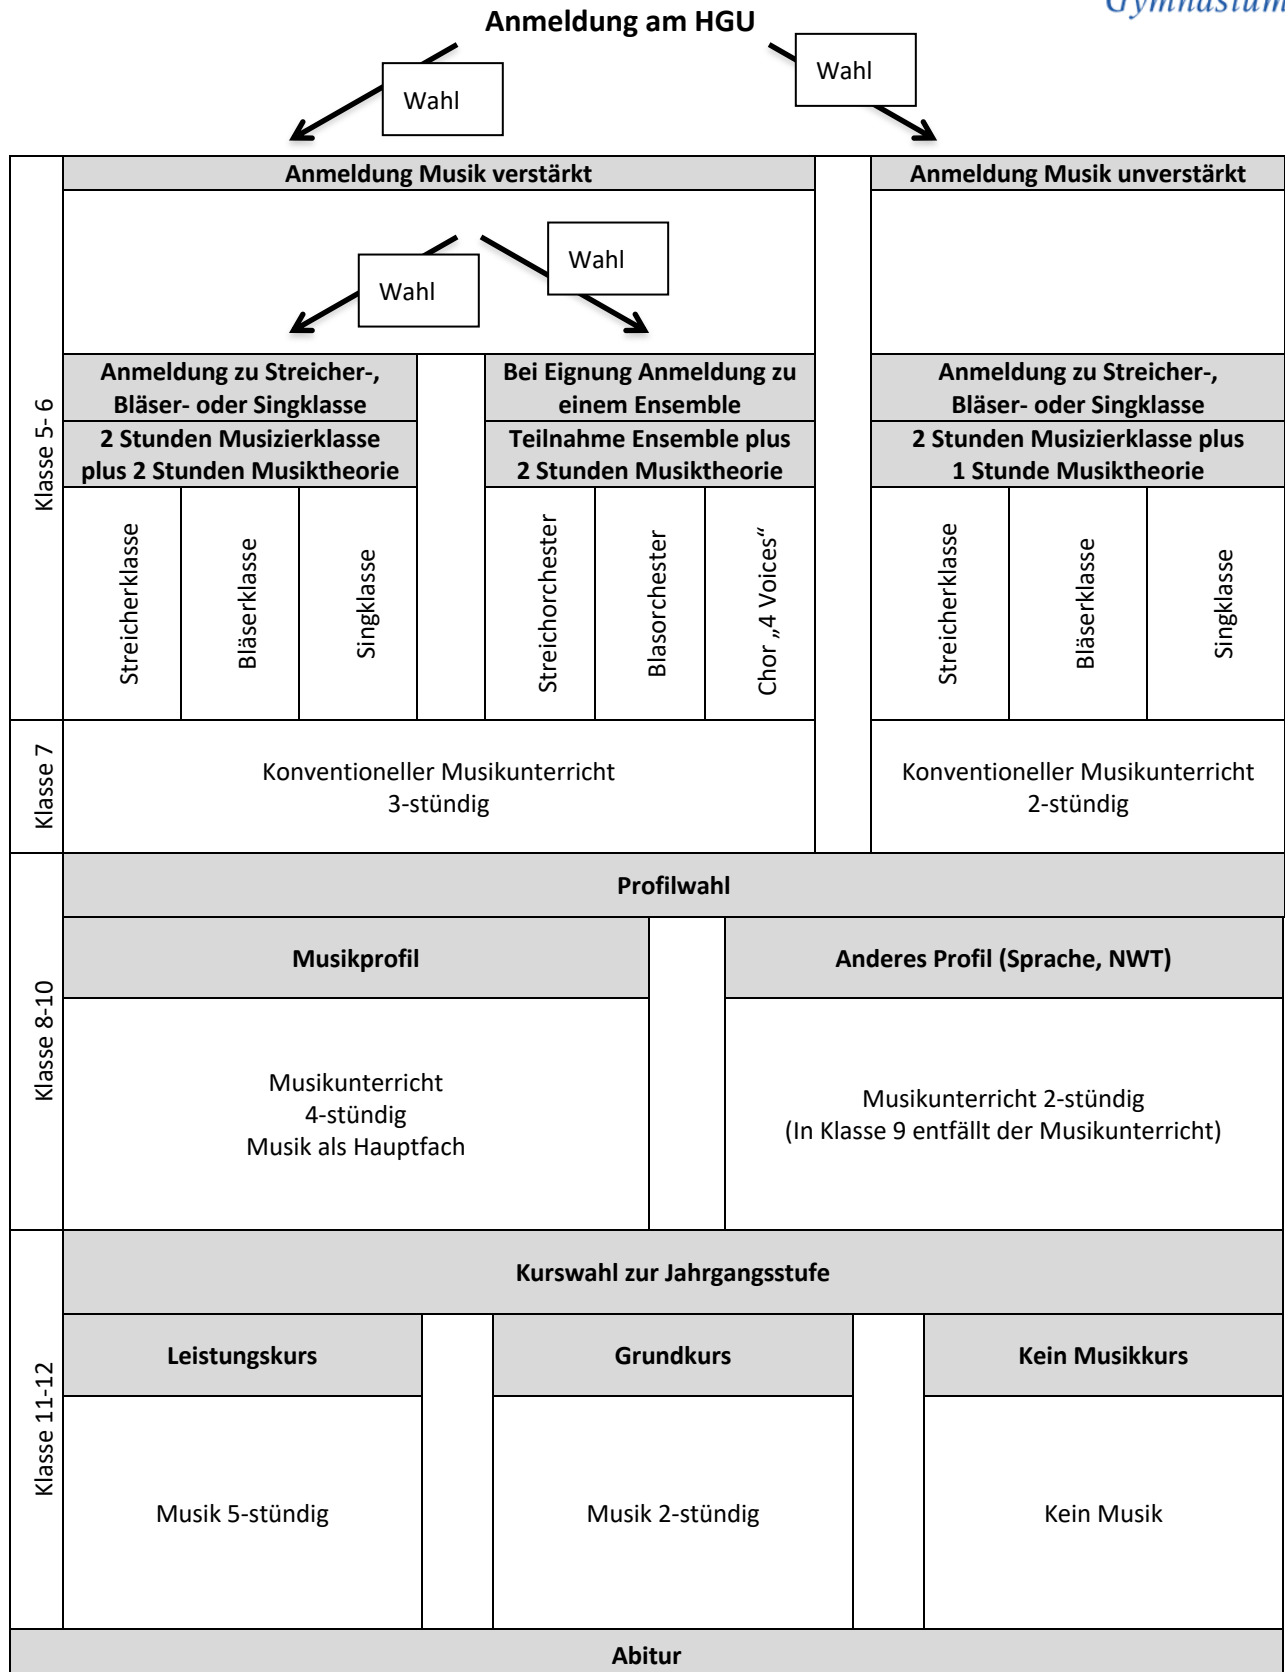 Gymnasium
Anmeldung am HGU
Wahl
Wahl
Anmeldung Musik verstärkt
Anmeldung Musik unverstärkt
Wahl
Wahl
Klasse 5- 6
Anmeldung zu Streicher-,
Bläser- oder Singklasse
2 Stunden Musizierklasse
plus 2 Stunden Musiktheorie
Streicherklasse
Bläserklasse
Singklasse
Bei Eignung Anmeldung zu
einem Ensemble
Teilnahme Ensemble plus
2 Stunden Musiktheorie
Streichorchester
Blasorchester
Chor „4 Voices“
Anmeldung zu Streicher-,
Bläser- oder Singklasse
2 Stunden Musizierklasse plus
1 Stunde Musiktheorie
Streicherklasse
Bläserklasse
Singklasse
Klasse 7
Konventioneller Musikunterricht
3-stündig
Konventioneller Musikunterricht
2-stündig
Klasse 8-10
Profilwahl
Musikprofil
Anderes Profil (Sprache, NWT)
Musikunterricht
4-stündig
Musik als Hauptfach
Musikunterricht 2-stündig
(In Klasse 9 entfällt der Musikunterricht)
Klasse 11-12
Kurswahl zur Jahrgangsstufe
Leistungskurs
Grundkurs
Kein Musikkurs
Musik 5-stündig
Musik 2-stündig
Kein Musik
Abitur